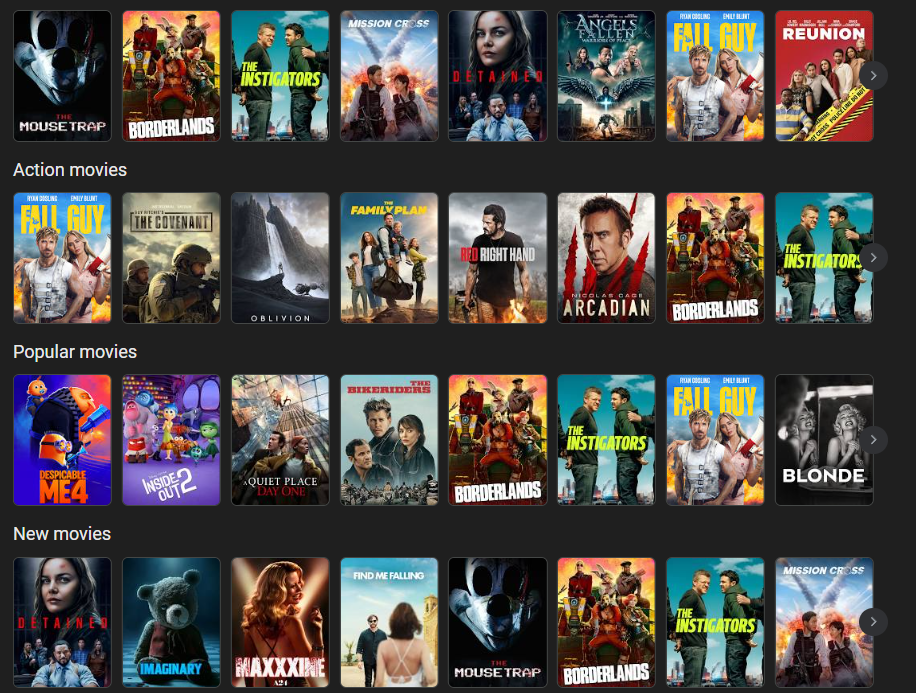 MISSION CROSS
ANGELS
FALLEN
WARRIORS OF PEACE
RYAN GOSLING EMILY BLUNT
FALL GUY
REUNION
THE
INSTIGATORS
DETAINED
THE
MOUSETRAP
BORDERLANDS
Action movies
RYAN GOSLING EMILY BLUNT
FALL GUY
THE COVENANT
THE
FAMILY PLAN
RED RIGHT HAND
THE
INSTIGATORS
NICOLAS CAGE
ARCADIAN
OBLIVION
BORDERLANDS
Popular movies
THE
BIKERIDERS
RYAN GOSLING EMILY BLUNT
FALL GUY
THE
INSTIGATORS
DESPICABLE
ME4
INSIDE
OUT 2
A QUIET PLACE
DAY ONE
BORDERLANDS
BLONDE
New movies
FIND ME FALLING
MISSION CROSS
DETAINED
THE
INSTIGATORS
IMAGINARY
MAXXXINE
A24
THE
MOUSETRAP
BORDERLANDS